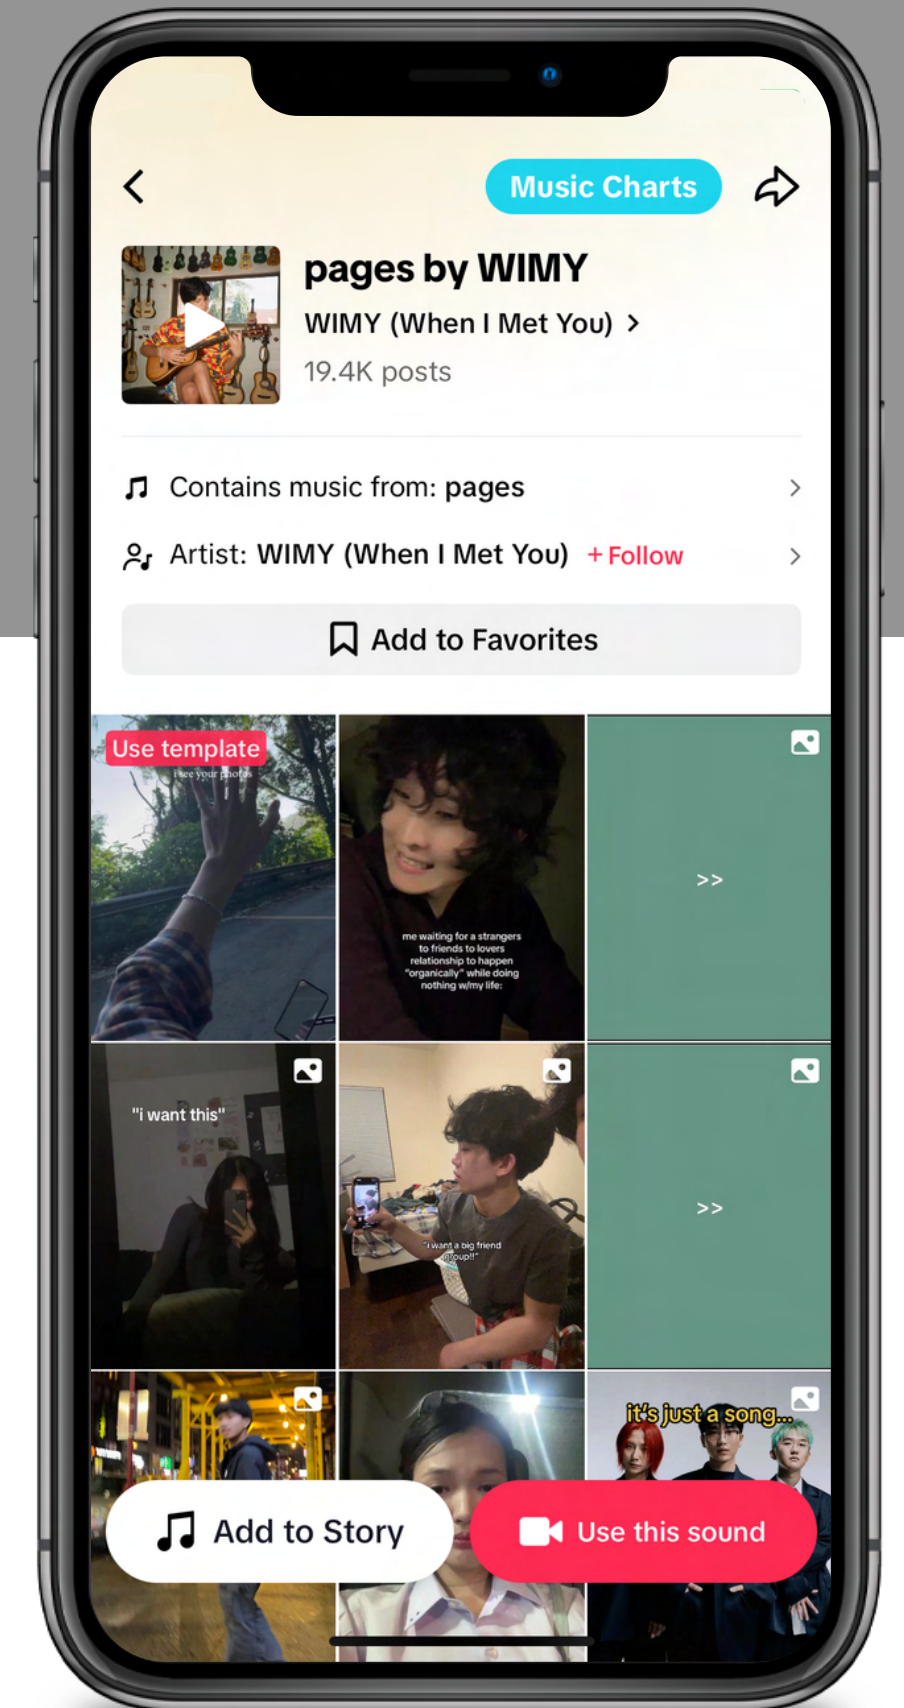 Music Charts
pages by WIMY
WIMY (When I Met You)
19.4K posts
Contains music from: pages
Artist: WIMY (When I Met You) + Follow
Add to Favorites
Use template
i see your photos
me waiting for a strangers
to friends to lovers
relationship to happen
"organically" while doing
nothing w/my life:
>>
"i want this"
"i want a big friend
group!!"
>>
it's just a song...
Add to Story
Use this sound